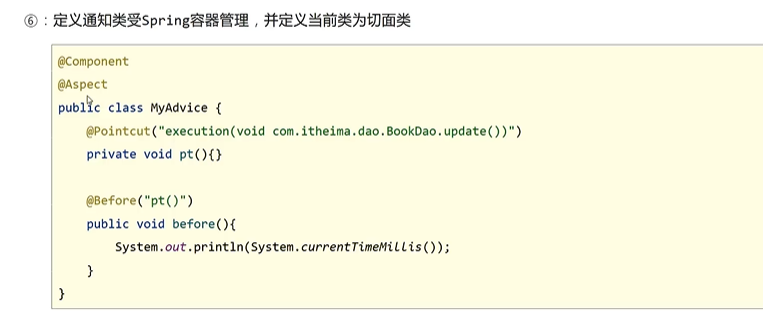 ⑥：定义通知类受Spring容器管理，并定义当前类为切面类
@Component
@Aspect
public class MyAdvice {
@Pointcut("execution(void com.itheima.dao.BookDao.update())")
private void pt(){}
@Before("pt()")
public void before(){
System.out.println(System.currentTimeMillis());
}
}